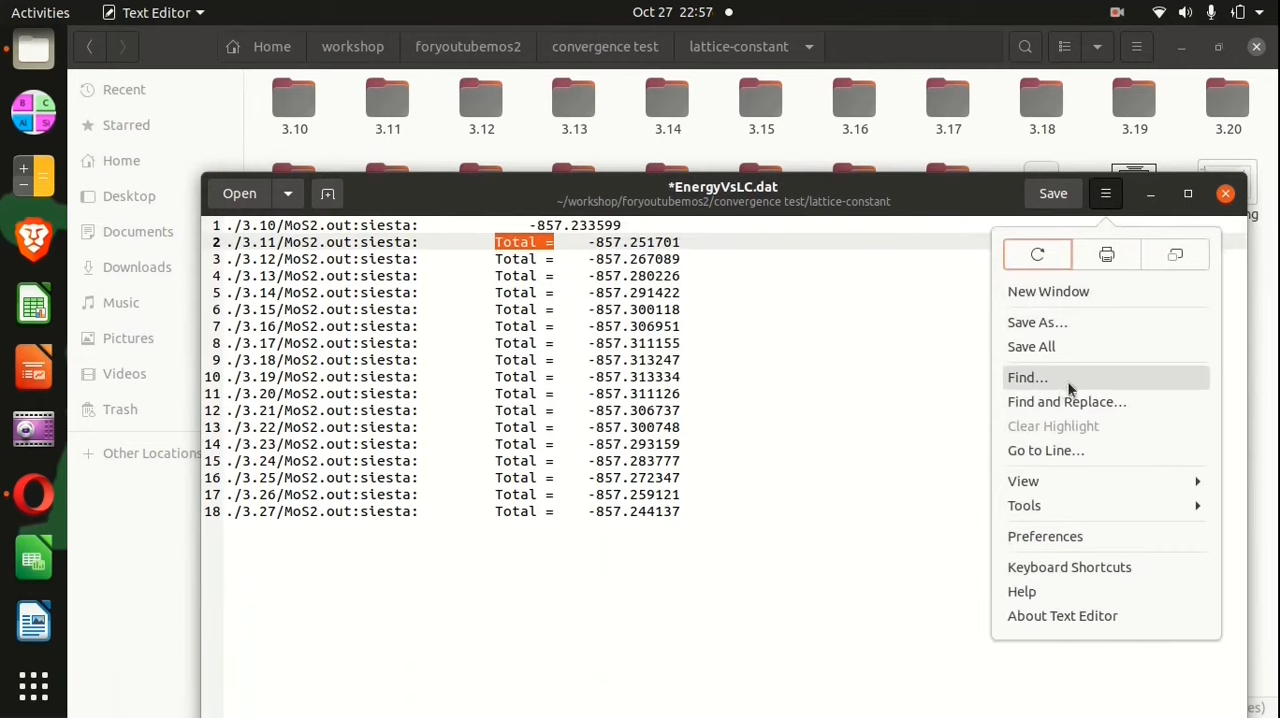 Activities Text Editor Oct 27 22:57
Home workshop foryoutubemos2 convergence test lattice-constant
Recent
Starred
Home
Desktop
Documents
Downloads
Music
Pictures
Videos
Trash
Other Locations
3.10 3.11 3.12 3.13 3.14 3.15 3.16 3.17 3.18 3.19 3.20
Open *EnergyVsLC.dat Save
~/workshop/foryoutubemos2/convergence test/lattice-constant
1 ./3.10/MoS2.out:siesta: -857.233599
2 ./3.11/MoS2.out:siesta: Total = -857.251701
3 ./3.12/MoS2.out:siesta: Total = -857.267089
4 ./3.13/MoS2.out:siesta: Total = -857.280226
5 ./3.14/MoS2.out:siesta: Total = -857.291422
6 ./3.15/MoS2.out:siesta: Total = -857.300118
7 ./3.16/MoS2.out:siesta: Total = -857.306951
8 ./3.17/MoS2.out:siesta: Total = -857.311155
9 ./3.18/MoS2.out:siesta: Total = -857.313247
10 ./3.19/MoS2.out:siesta: Total = -857.313334
11 ./3.20/MoS2.out:siesta: Total = -857.311126
12 ./3.21/MoS2.out:siesta: Total = -857.306737
13 ./3.22/MoS2.out:siesta: Total = -857.300748
14 ./3.23/MoS2.out:siesta: Total = -857.293159
15 ./3.24/MoS2.out:siesta: Total = -857.283777
16 ./3.25/MoS2.out:siesta: Total = -857.272347
17 ./3.26/MoS2.out:siesta: Total = -857.259121
18 ./3.27/MoS2.out:siesta: Total = -857.244137
New Window
Save As…
Save All
Find…
Find and Replace…
Clear Highlight
Go to Line…
View
Tools
Preferences
Keyboard Shortcuts
Help
About Text Editor